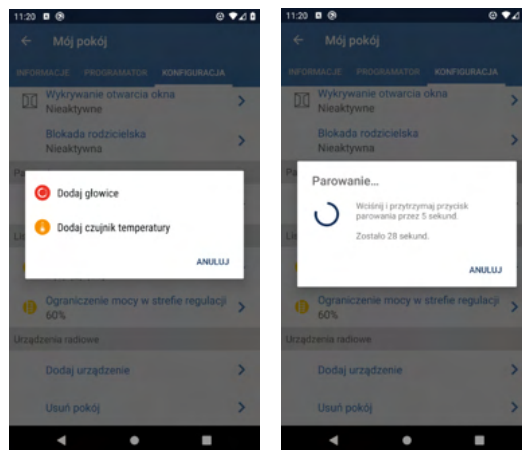 11:20
Mój pokój
INFORMACJE PROGRAMATOR KONFIGURACJA
Wykrywanie otwarcia okna
Nieaktywne
Blokada rodzicielska
Nieaktywna
Pa
Dodaj głowice
Dodaj czujnik temperatury
ANULUJ
Lis
Ograniczenie mocy w strefie regulacji
60%
Urządzenia radiowe
Dodaj urządzenie
Usuń pokój
11:20
Mój pokój
INFORMACJE PROGRAMATOR KONFIGURACJA
Wykrywanie otwarcia okna
Nieaktywne
Blokada rodzicielska
Nieaktywna
Pa
Parowanie...
Wciśnij i przytrzymaj przycisk
parowania przez 5 sekund.
Zostało 28 sekund.
ANULUJ
Ograniczenie mocy w strefie regulacji
60%
Urządzenia radiowe
Dodaj urządzenie
Usuń pokój